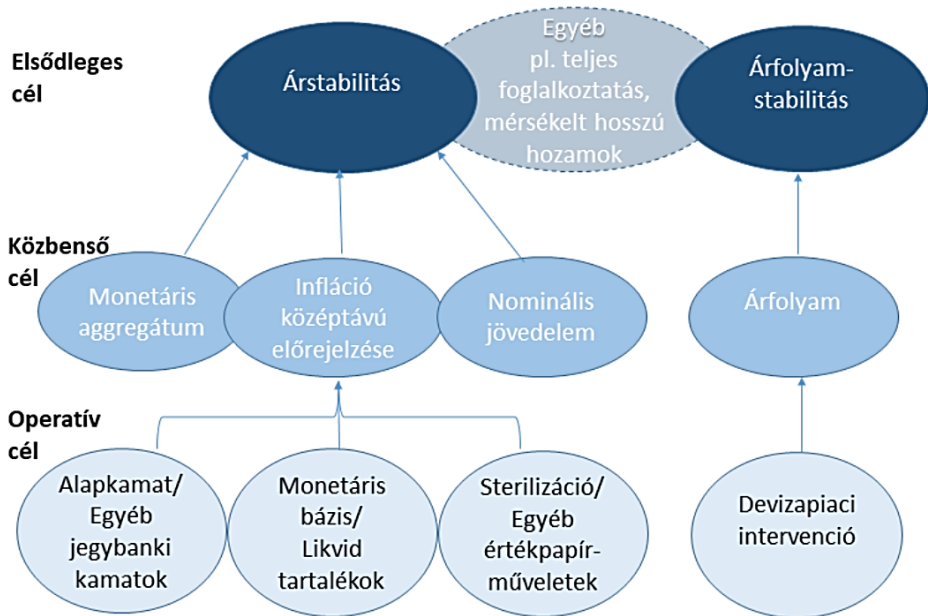 Elsődleges
cél
Árstabilitás
Egyéb
pl. teljes
foglalkoztatás,
mérsékelt hosszú
hozamok
Árfolyam-
stabilitás
Közbenső
cél
Monetáris
aggregátum
Infláció
középtávú
előrejelzése
Nominális
jövedelem
Árfolyam
Operatív
cél
Alapkamat/
Egyéb
jegybanki
kamatok
Monetáris
bázis/
Likvid
tartalékok
Sterilizáció/
Egyéb
értékpapír-
műveletek
Devizapiaci
intervenció